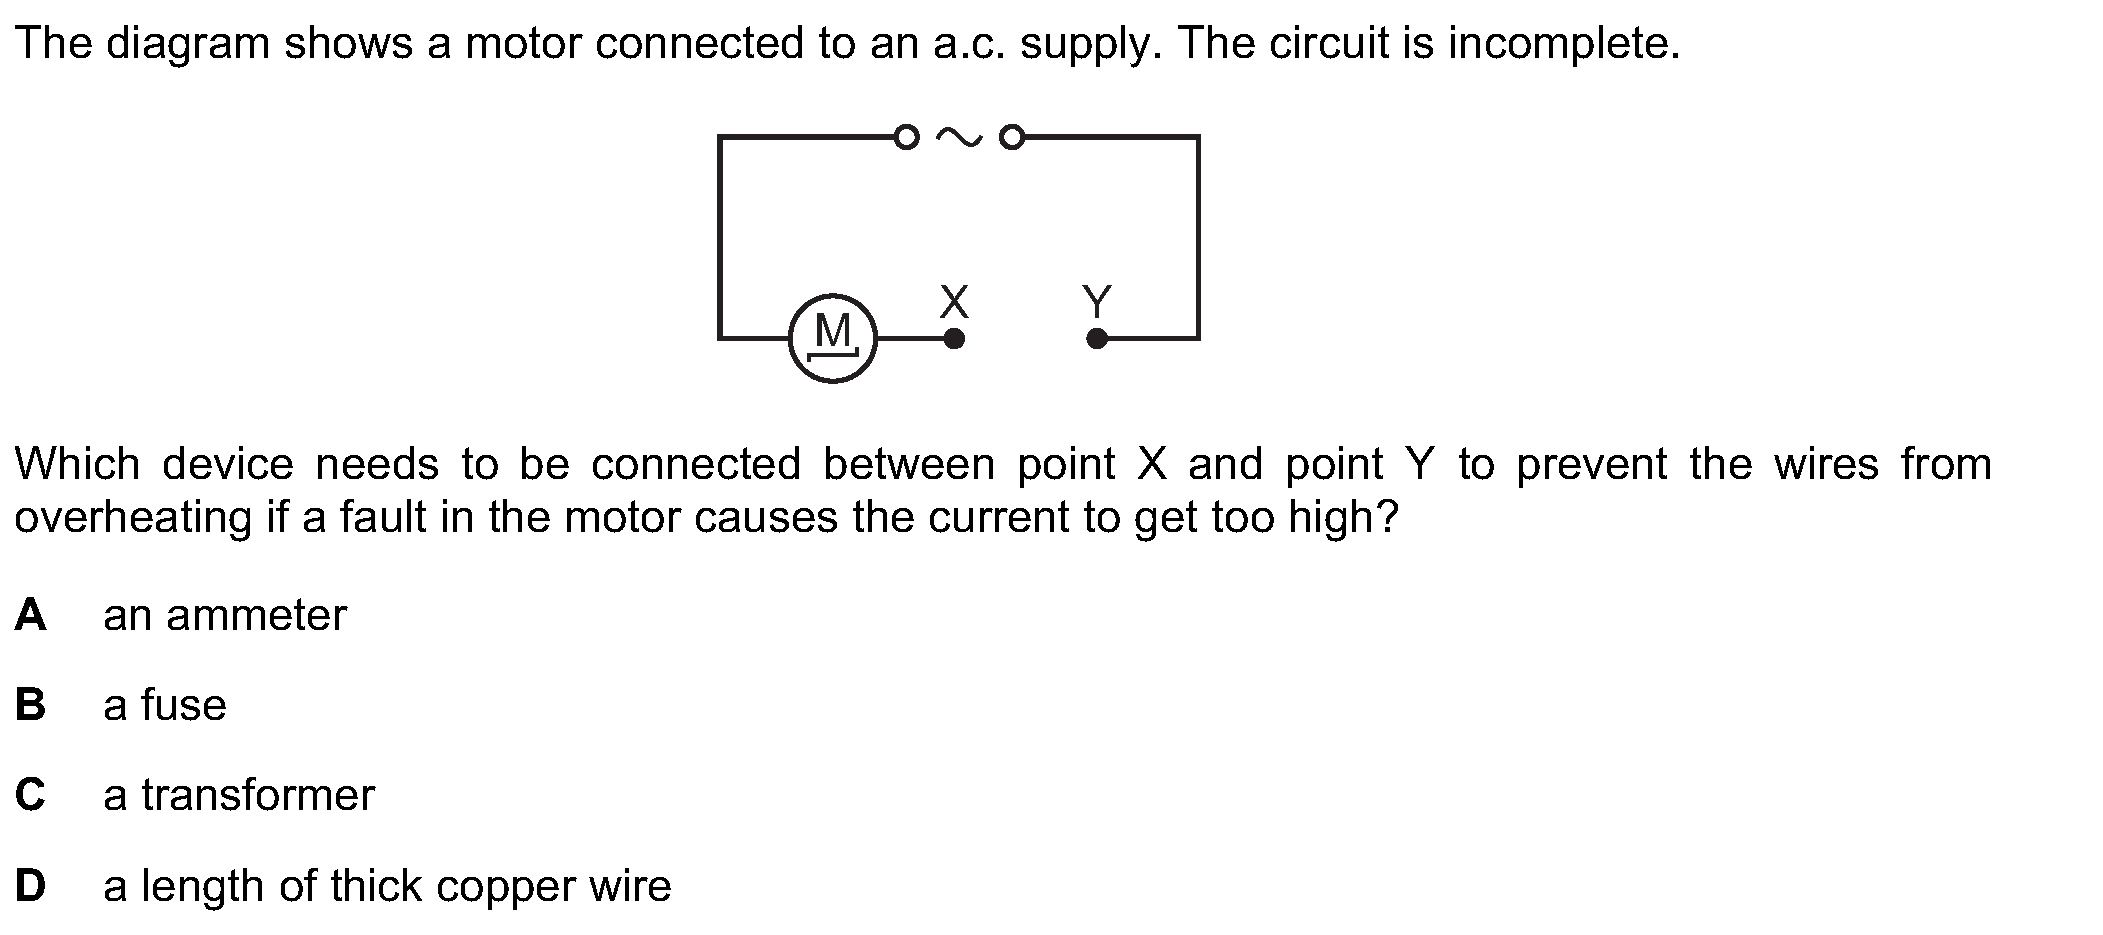 The diagram shows a motor connected to an a.c. supply. The circuit is incomplete.
X Y
M
Which device needs to be connected between point X and point Y to prevent the wires from
overheating if a fault in the motor causes the current to get too high?
A an ammeter
B a fuse
C a transformer
D a length of thick copper wire